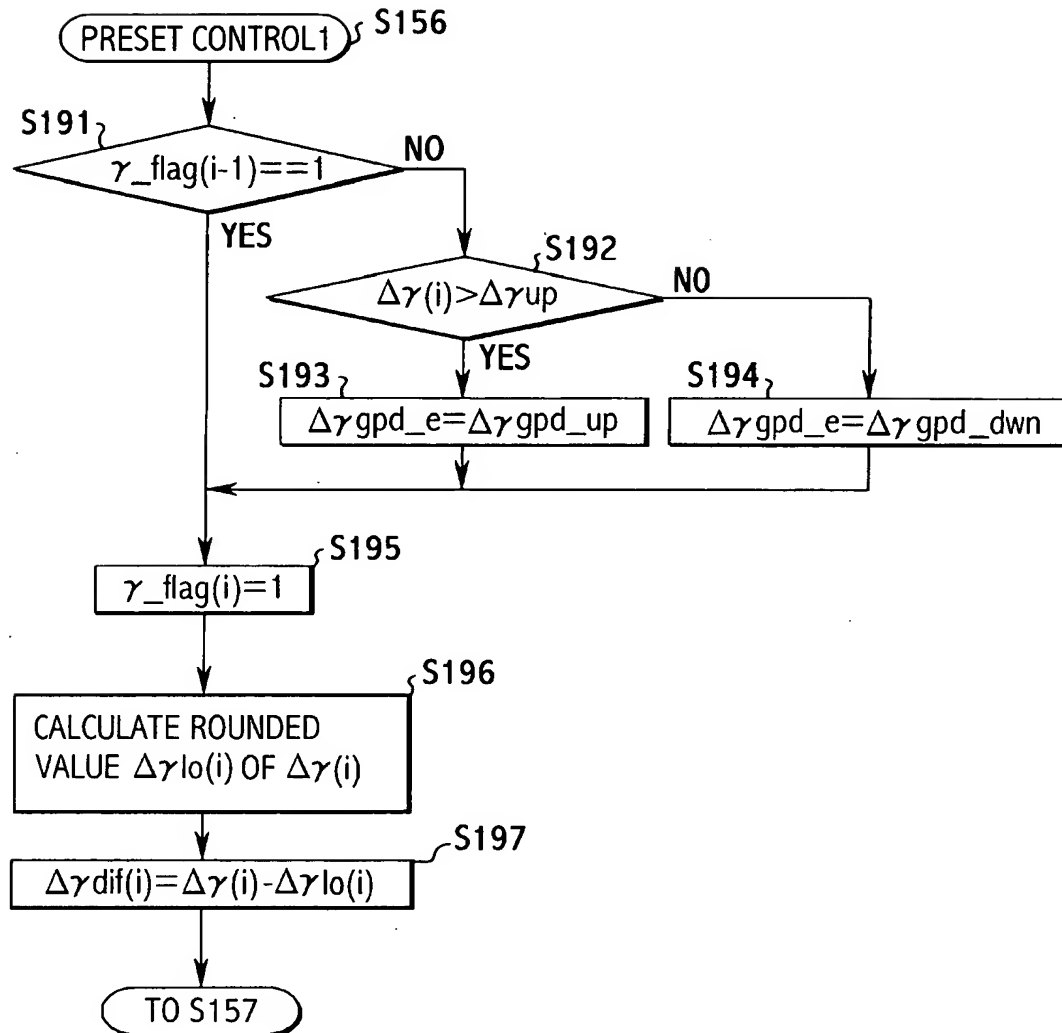 PRESET CONTROL1
S156
S191
γ_flag(i-1)==1
NO
YES
S192
Δγ(i)>Δγup
NO
YES
S193
Δγgpd_e=Δγgpd_up
S194
Δγgpd_e=Δγgpd_dwn
S195
γ_flag(i)=1
S196
CALCULATE ROUNDED
VALUE Δγlo(i) OF Δγ(i)
S197
Δγdif(i)=Δγ(i)-Δγlo(i)
TO S157